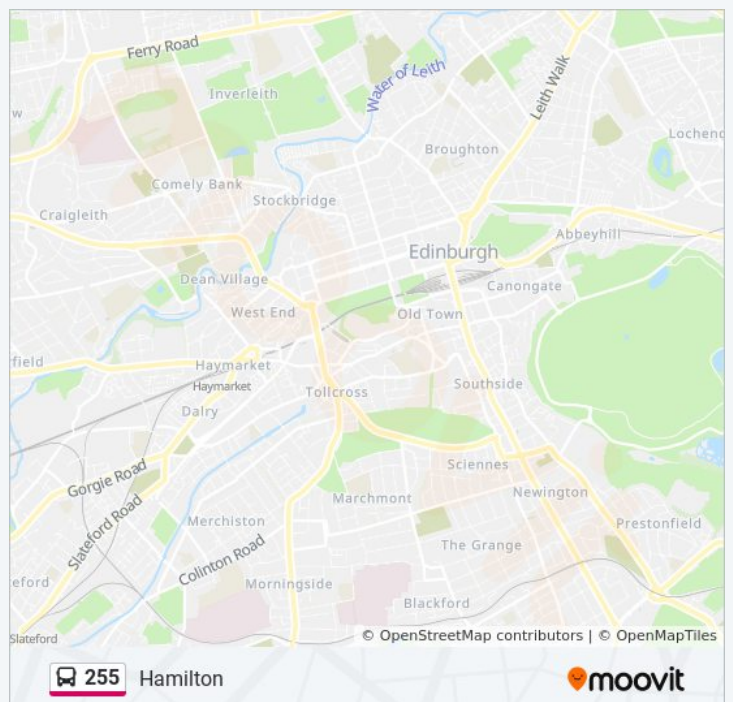 Ferry Road
Water of Leith
Leith Walk
Inverleith
w
Lochend
Broughton
Comely Bank
Stockbridge
Craigleith
Abbeyhill
Edinburgh
Dean Village
Canongate
West End
Old Town
field
Haymarket
Haymarket
Southside
Tollcross
Dalry
Sciennes
Gorgie Road
Newington
Marchmont
Slateford Road
Merchiston
Prestonfield
The Grange
Colinton Road
eford
Morningside
Blackford
Slateford
© OpenStreetMap contributors | © OpenMapTiles
255 Hamilton
moovit